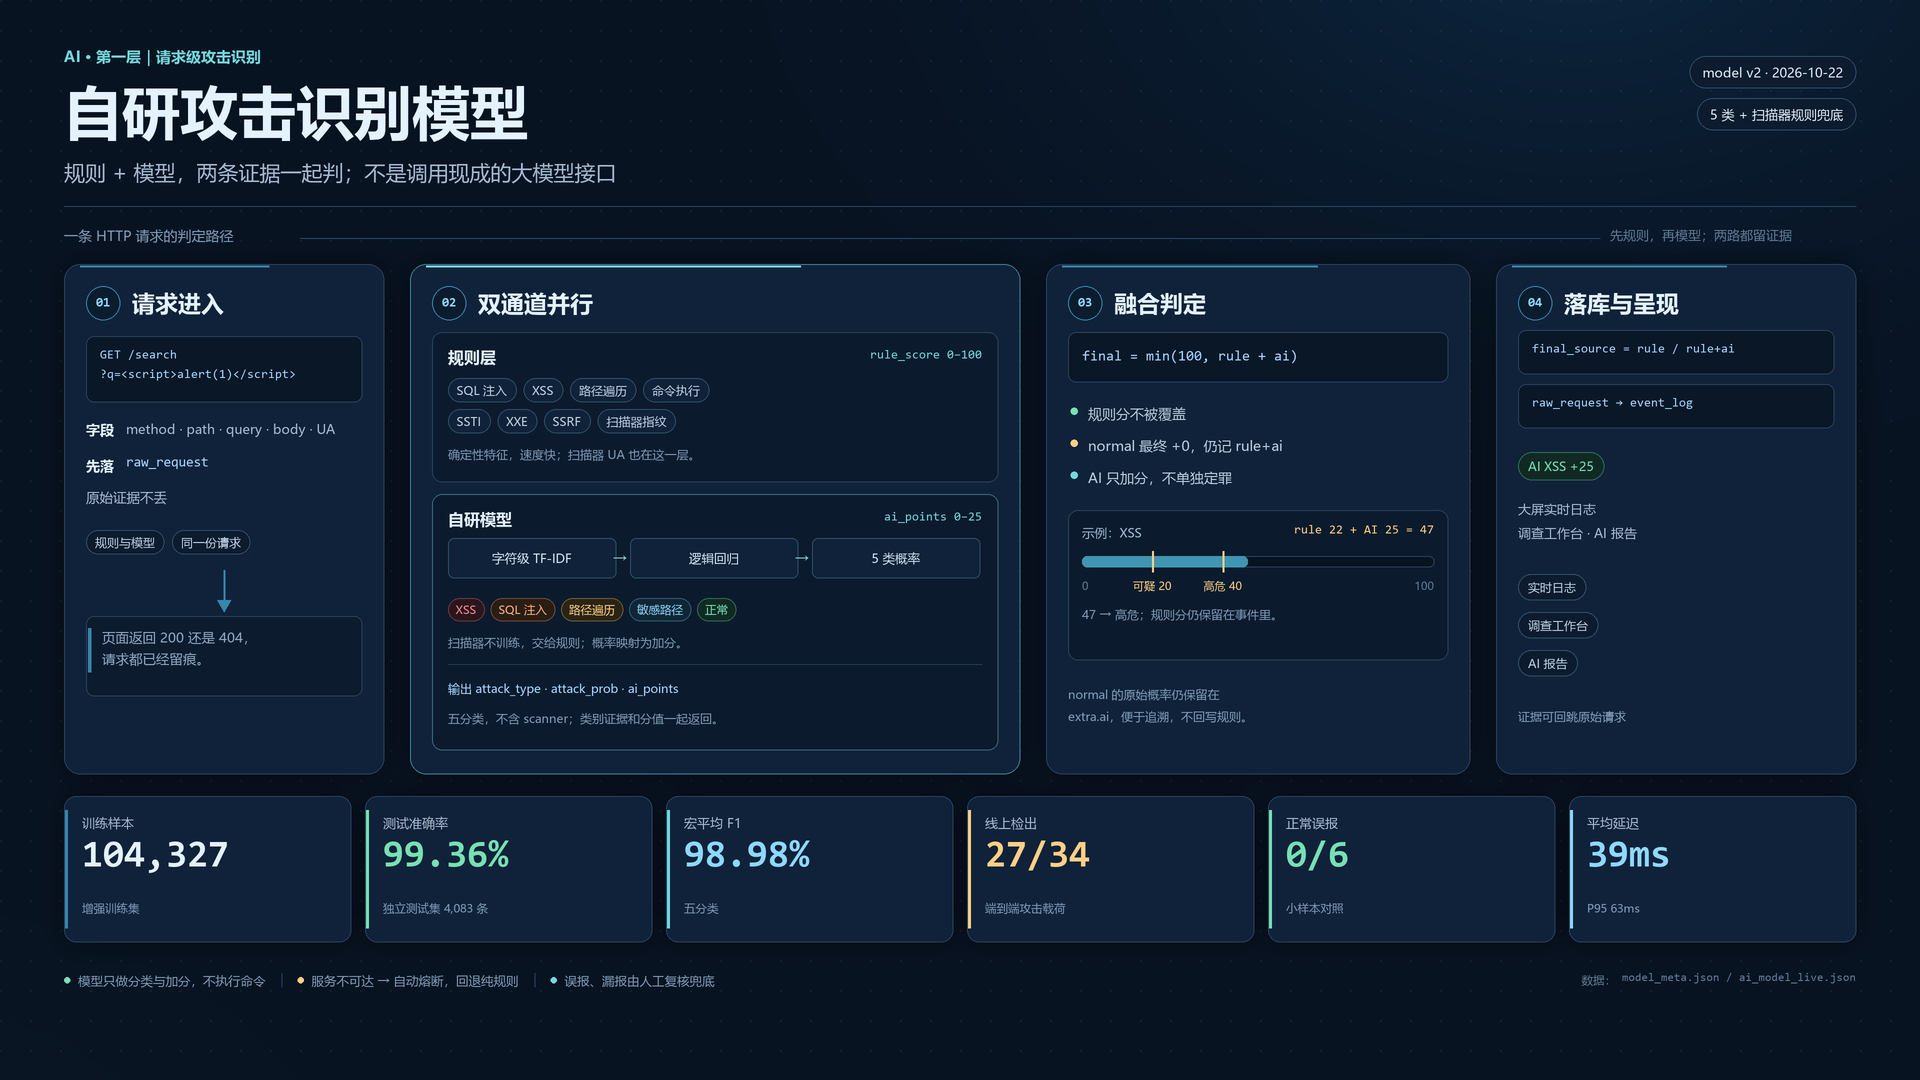 AI • 第一层 | 请求级攻击识别
自研攻击识别模型
规则 + 模型，两条证据一起判；不是调用现成的大模型接口
model v2 · 2026-10-22
5 类 + 扫描器规则兜底
一条 HTTP 请求的判定路径
先规则，再模型；两路都留证据
01 请求进入
GET /search
?q=<script>alert(1)</script>
字段 method · path · query · body · UA
先落 raw_request
原始证据不丢
规则与模型 同一份请求
页面返回 200 还是 404，
请求都已经留痕。
02 双通道并行
规则层 rule_score 0–100
SQL 注入 XSS 路径遍历 命令执行
SSTI XXE SSRF 扫描器指纹
确定性特征，速度快；扫描器 UA 也在这一层。
自研模型 ai_points 0–25
字符级 TF-IDF → 逻辑回归 → 5 类概率
XSS SQL 注入 路径遍历 敏感路径 正常
扫描器不训练，交给规则；概率映射为加分。
输出 attack_type · attack_prob · ai_points
五分类，不含 scanner；类别证据和分值一起返回。
03 融合判定
final = min(100, rule + ai)
规则分不被覆盖
normal 最终 +0，仍记 rule+ai
AI 只加分，不单独定罪
示例：XSS rule 22 + AI 25 = 47
0 可疑 20 高危 40 100
47 → 高危；规则分仍保留在事件里。
normal 的原始概率仍保留在
extra.ai，便于追溯，不回写规则。
04 落库与呈现
final_source = rule / rule+ai
raw_request → event_log
AI XSS +25
大屏实时日志
调查工作台 · AI 报告
实时日志
调查工作台
AI 报告
证据可回跳原始请求
训练样本
104,327
增强训练集
测试准确率
99.36%
独立测试集 4,083 条
宏平均 F1
98.98%
五分类
线上检出
27/34
端到端攻击载荷
正常误报
0/6
小样本对照
平均延迟
39ms
P95 63ms
模型只做分类与加分，不执行命令
服务不可达 → 自动熔断，回退纯规则
误报、漏报由人工复核兜底
数据： model_meta.json / ai_model_live.json